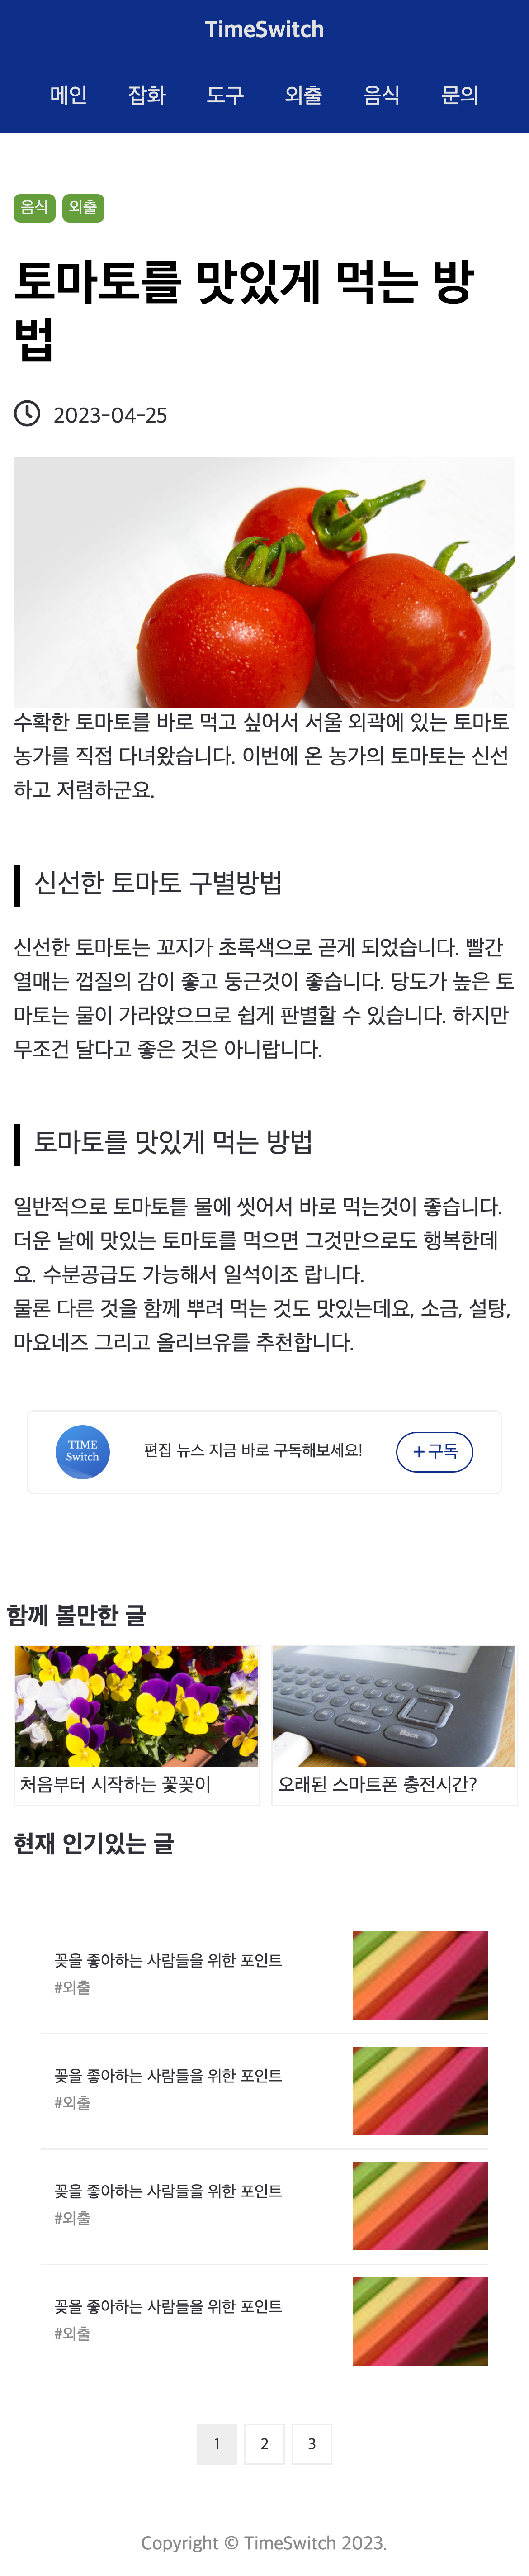 TimeSwitch
메인 잡화 도구 외출 음식 문의
음식 외출
토마토를 맛있게 먹는 방
법
2023-04-25
수확한 토마토를 바로 먹고 싶어서 서울 외곽에 있는 토마토
농가를 직접 다녀왔습니다. 이번에 온 농가의 토마토는 신선
하고 저렴하군요.
신선한 토마토 구별방법
신선한 토마토는 꼬지가 초록색으로 곧게 되었습니다. 빨간
열매는 껍질의 감이 좋고 둥근것이 좋습니다. 당도가 높은 토
마토는 물이 가라앉으므로 쉽게 판별할 수 있습니다. 하지만
무조건 달다고 좋은 것은 아니랍니다.
토마토를 맛있게 먹는 방법
일반적으로 토마토틑 물에 씻어서 바로 먹는것이 좋습니다.
더운 날에 맛있는 토마토를 먹으면 그것만으로도 행복한데
요. 수분공급도 가능해서 일석이조 랍니다.
물론 다른 것을 함께 뿌려 먹는 것도 맛있는데요, 소금, 설탕,
마요네즈 그리고 올리브유를 추천합니다.
TIME
Switch
편집 뉴스 지금 바로 구독해보세요!
+구독
함께 볼만한 글
Home
Back
처음부터 시작하는 꽃꽂이
오래된 스마트폰 충전시간?
현재 인기있는 글
꽂을 좋아하는 사람들을 위한 포인트
#외출
꽂을 좋아하는 사람들을 위한 포인트
#외출
꽂을 좋아하는 사람들을 위한 포인트
#외출
꽂을 좋아하는 사람들을 위한 포인트
#외출
1 2 3
Copyright © TimeSwitch 2023.